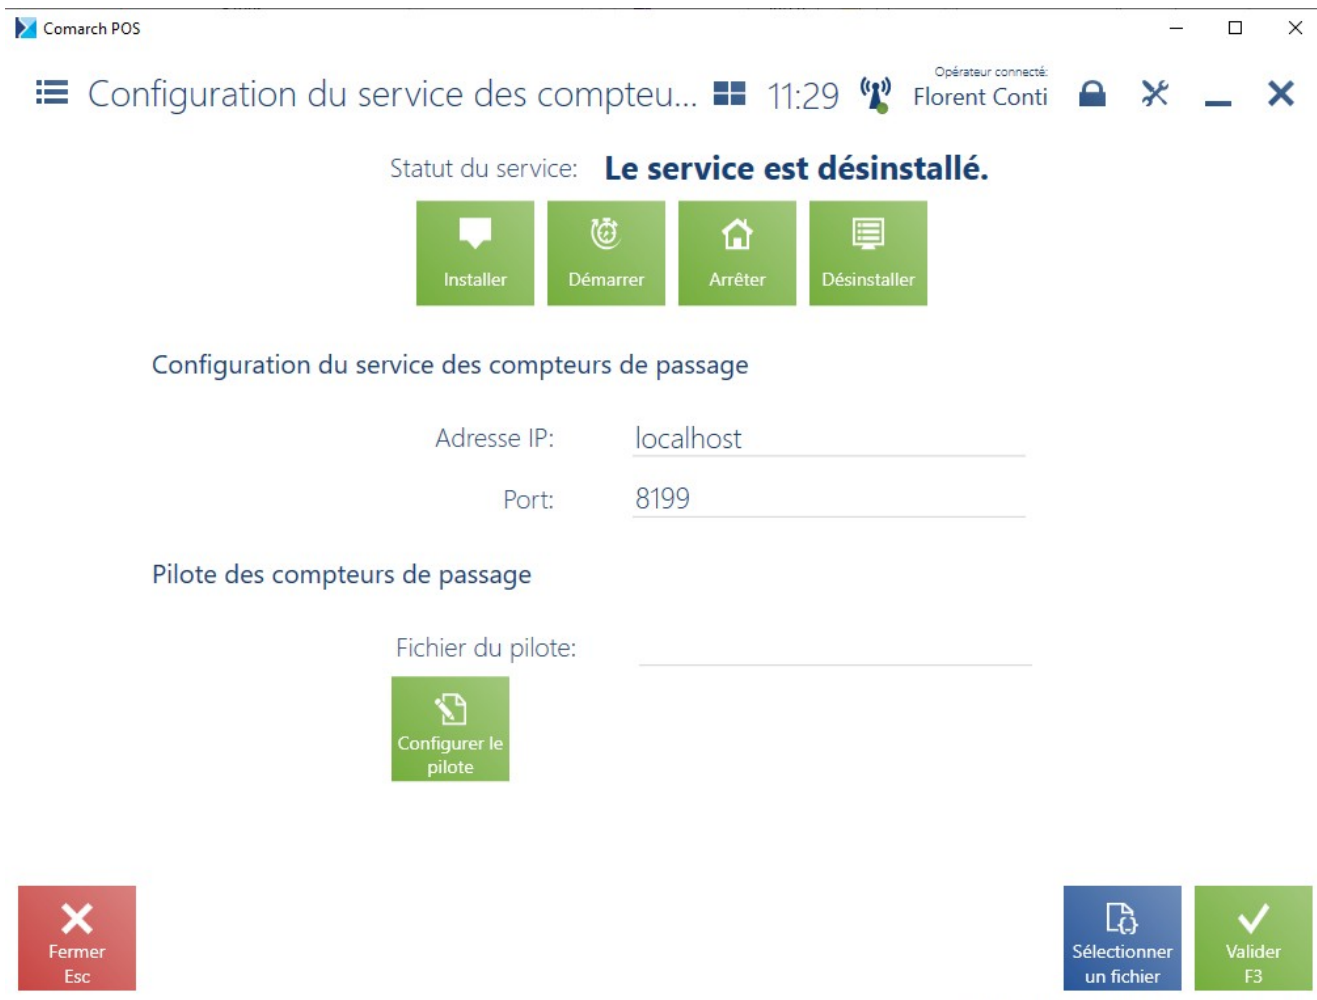 Comarch POS
Configuration du service des compteu... 11:29 Opérateur connecté: Florent Conti
Statut du service: Le service est désinstallé.
Installer Démarrer Arrêter Désinstaller
Configuration du service des compteurs de passage
Adresse IP: localhost
Port: 8199
Pilote des compteurs de passage
Fichier du pilote:
Configurer le
pilote
Fermer
Esc
Sélectionner
un fichier
Valider
F3